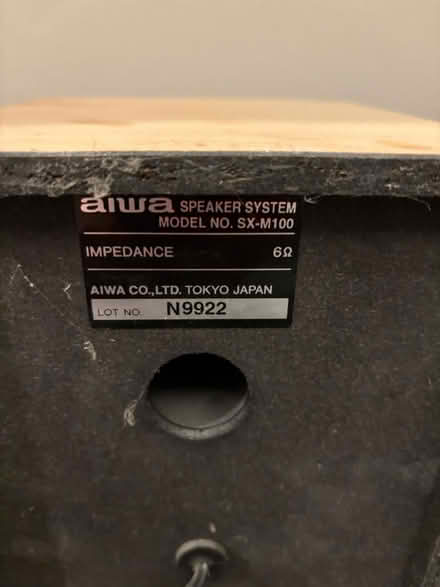 aiwa SPEAKER SYSTEM
MODEL NO. SX-M100
IMPEDANCE 6Ω
AIWA CO.,LTD. TOKYO JAPAN
LOT NO. N9922